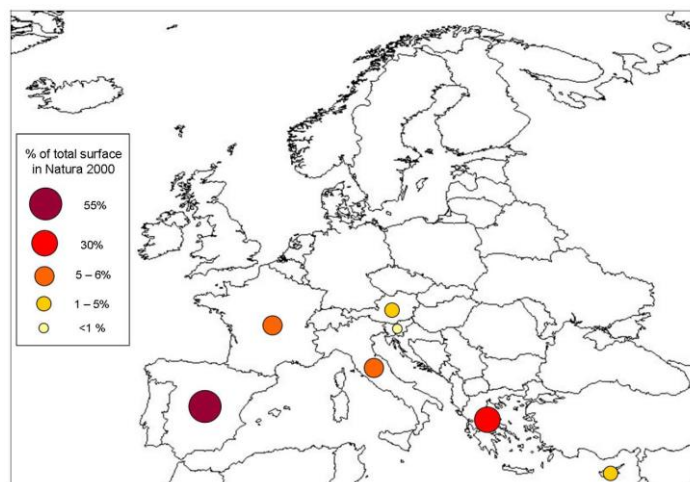 % of total surface
in Natura 2000
55%
30%
5 – 6%
1 – 5%
<1 %